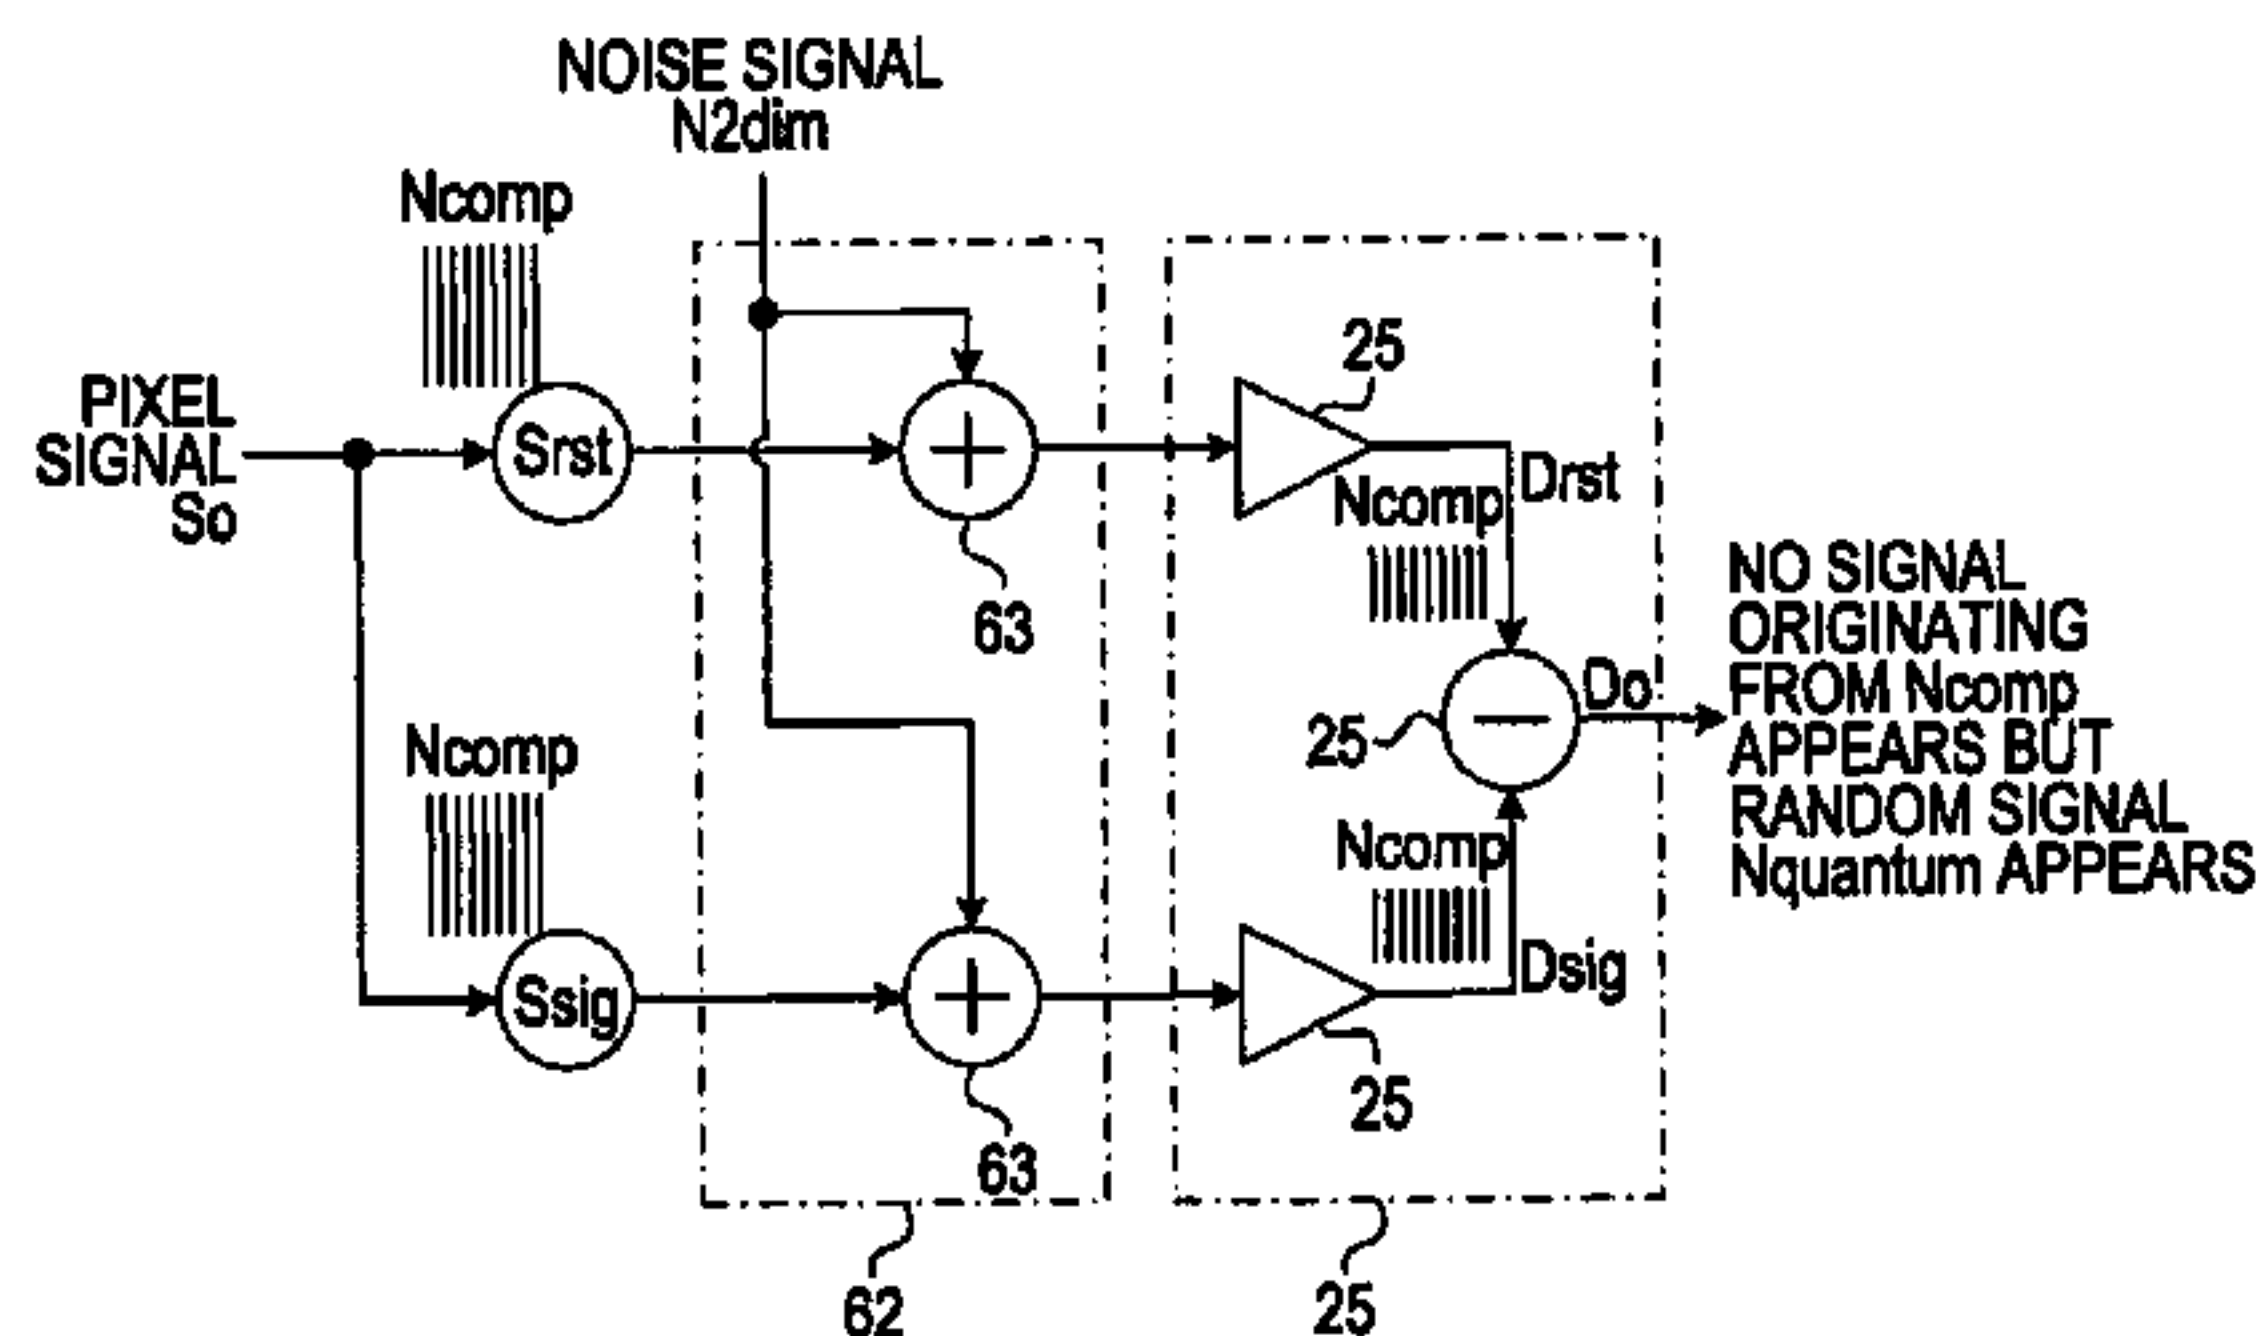 NOISE SIGNAL
N2dim
Ncomp
PIXEL
SIGNAL
So
Srst
25
Ncomp
Drst
63
NO SIGNAL
ORIGINATING
FROM Ncomp
APPEARS BUT
RANDOM SIGNAL
Nquantum APPEARS
Do
25
Ncomp
Ncomp
Ssig
Dsig
25
63
62
25